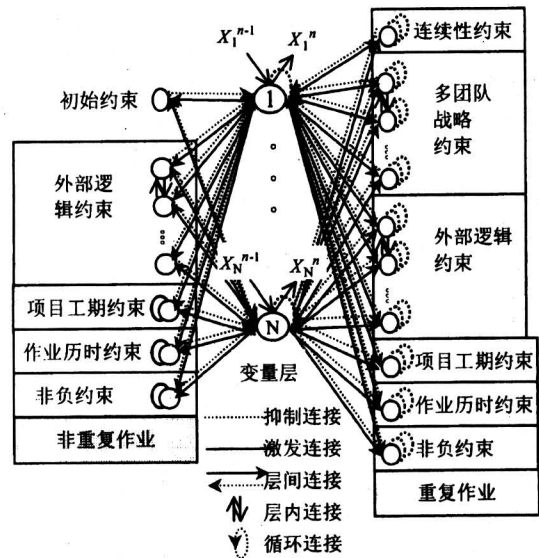 X₁ⁿ⁻¹ X₁ⁿ
1
初始约束
外部逻
辑约束
项目工期约束
作业历时约束
非负约束
非重复作业
X_Nⁿ⁻¹ X_Nⁿ
N
变量层
抑制连接
激发连接
层间连接
层内连接
循环连接
连续性约束
多团队
战略
约束
外部逻辑
约束
项目工期约束
作业历时约束
非负约束
重复作业